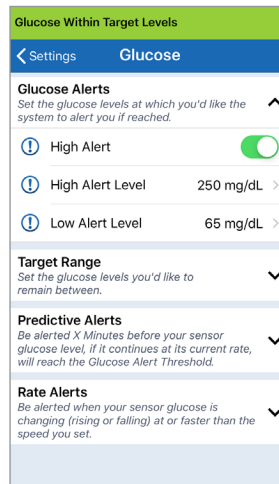 Glucose Within Target Levels
Settings Glucose
Glucose Alerts
Set the glucose levels at which you'd like the
system to alert you if reached.
High Alert
High Alert Level 250 mg/dL
Low Alert Level 65 mg/dL
Target Range
Set the glucose levels you'd like to
remain between.
Predictive Alerts
Be alerted X Minutes before your sensor
glucose level, if it continues at its current rate,
will reach the Glucose Alert Threshold.
Rate Alerts
Be alerted when your sensor glucose is
changing (rising or falling) at or faster than the
speed you set.